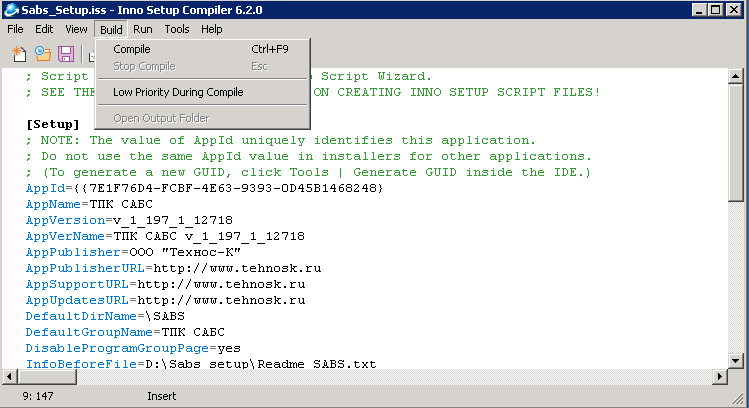 Sabs_Setup.iss - Inno Setup Compiler 6.2.0
File Edit View Build Run Tools Help
Compile Ctrl+F9
Stop Compile Esc
Low Priority During Compile
Open Output Folder
; Script Script Wizard.
; SEE THE ON CREATING INNO SETUP SCRIPT FILES!
[Setup]
; NOTE: The value of AppId uniquely identifies this application.
; Do not use the same AppId value in installers for other applications.
; (To generate a new GUID, click Tools | Generate GUID inside the IDE.)
AppId={{7E1F76D4-FCBF-4E63-9393-0D45B1468248}
AppName=ТПК САБС
AppVersion=v_1_197_1_12718
AppVerName=ТПК САБС v_1_197_1_12718
AppPublisher=ООО "Технос-К"
AppPublisherURL=http://www.tehnosk.ru
AppSupportURL=http://www.tehnosk.ru
AppUpdatesURL=http://www.tehnosk.ru
DefaultDirName=\SABS
DefaultGroupName=ТПК САБС
DisableProgramGroupPage=yes
InfoBeforeFile=D:\Sabs_setup\Readme_SABS.txt
9: 147 Insert